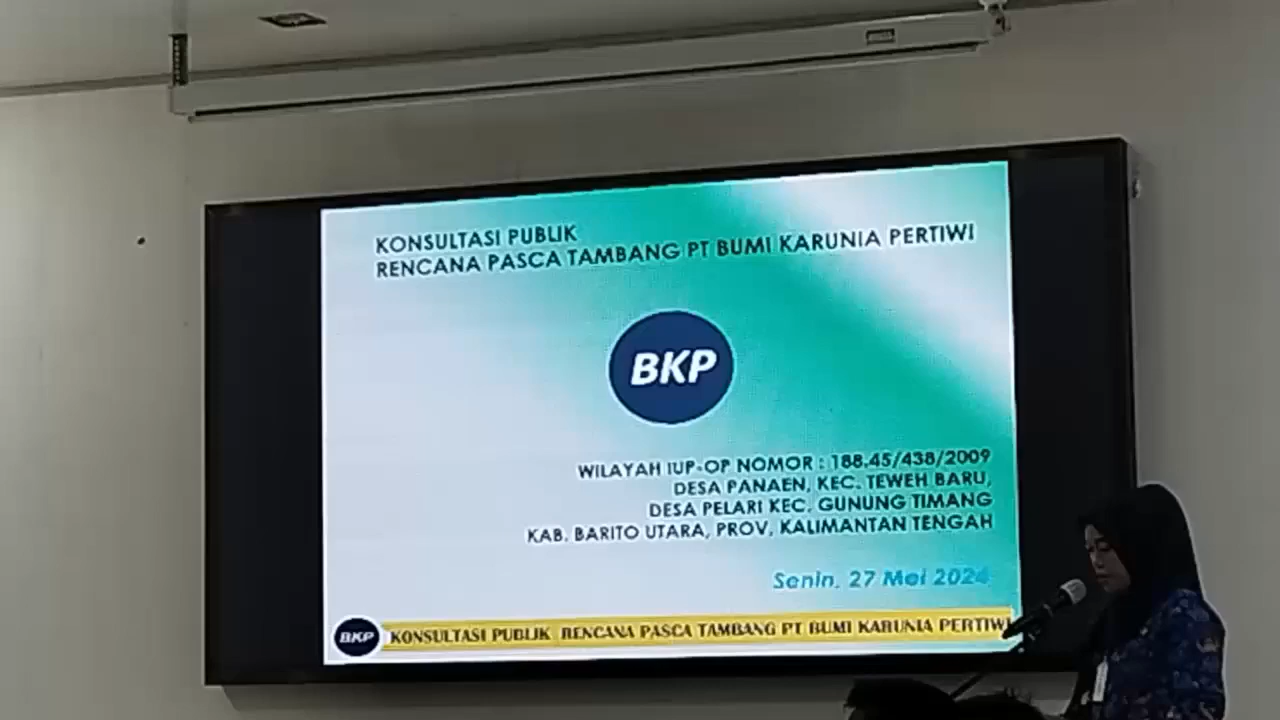 KONSULTASI PUBLIK
RENCANA PASCA TAMBANG PT BUMI KARUNIA PERTIWI
BKP
WILAYAH IUP-OP NOMOR : 188.45/438/2009
DESA PANAEN, KEC. TEWEH BARU,
DESA PELARI KEC. GUNUNG TIMANG
KAB. BARITO UTARA, PROV. KALIMANTAN TENGAH
Senin, 27 Mei 2024
BKP KONSULTASI PUBLIK RENCANA PASCA TAMBANG PT BUMI KARUNIA PERTIWI